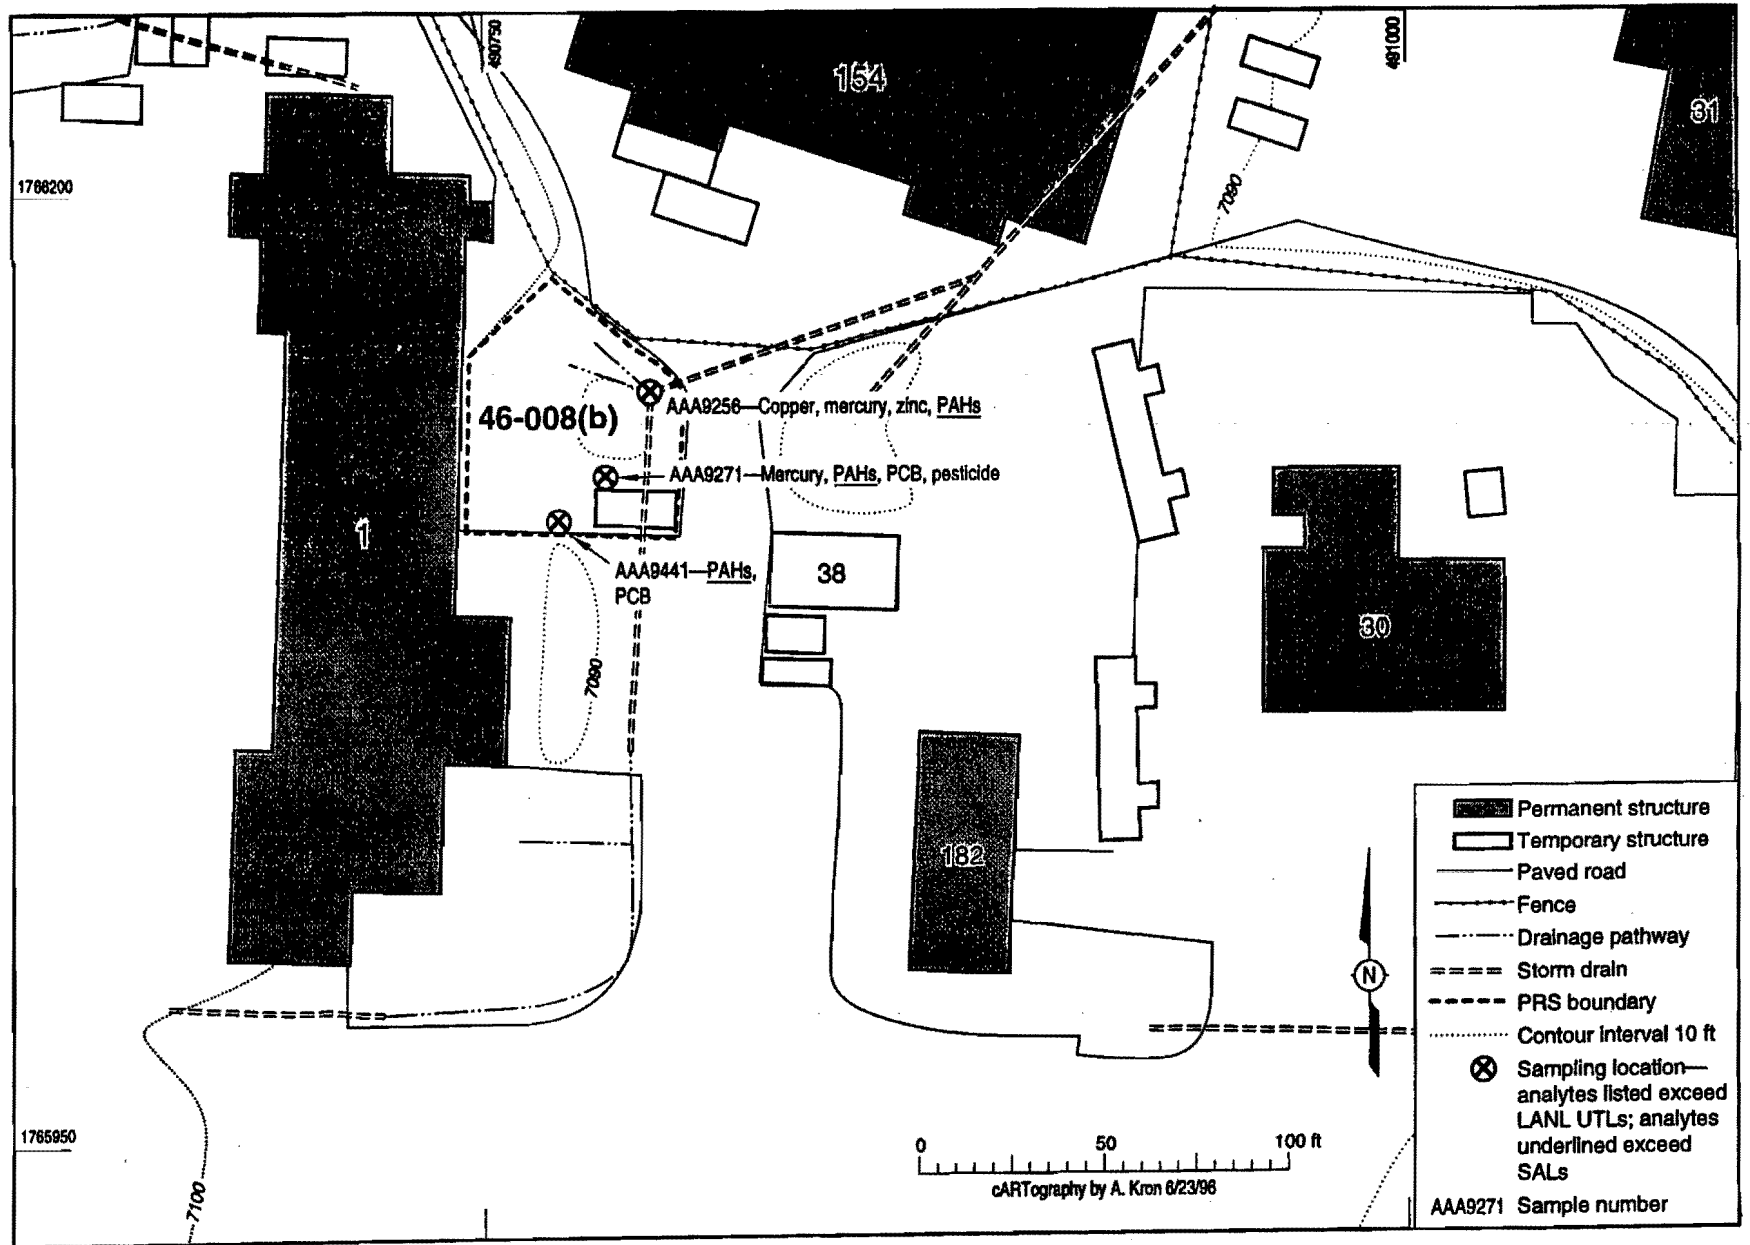 490750
491000
154
31
1766200
7090
46-008(b)
AAA9256—Copper, mercury, zinc, PAHs
AAA9271—Mercury, PAHs, PCB, pesticide
1
AAA9441—PAHs,
PCB
38
30
7090
182
Permanent structure
Temporary structure
Paved road
Fence
Drainage pathway
Storm drain
PRS boundary
Contour interval 10 ft
Sampling location—
analytes listed exceed
LANL UTLs; analytes
underlined exceed
SALs
AAA9271 Sample number
N
1765950
7100
0 50 100 ft
cARTography by A. Kron 6/23/96